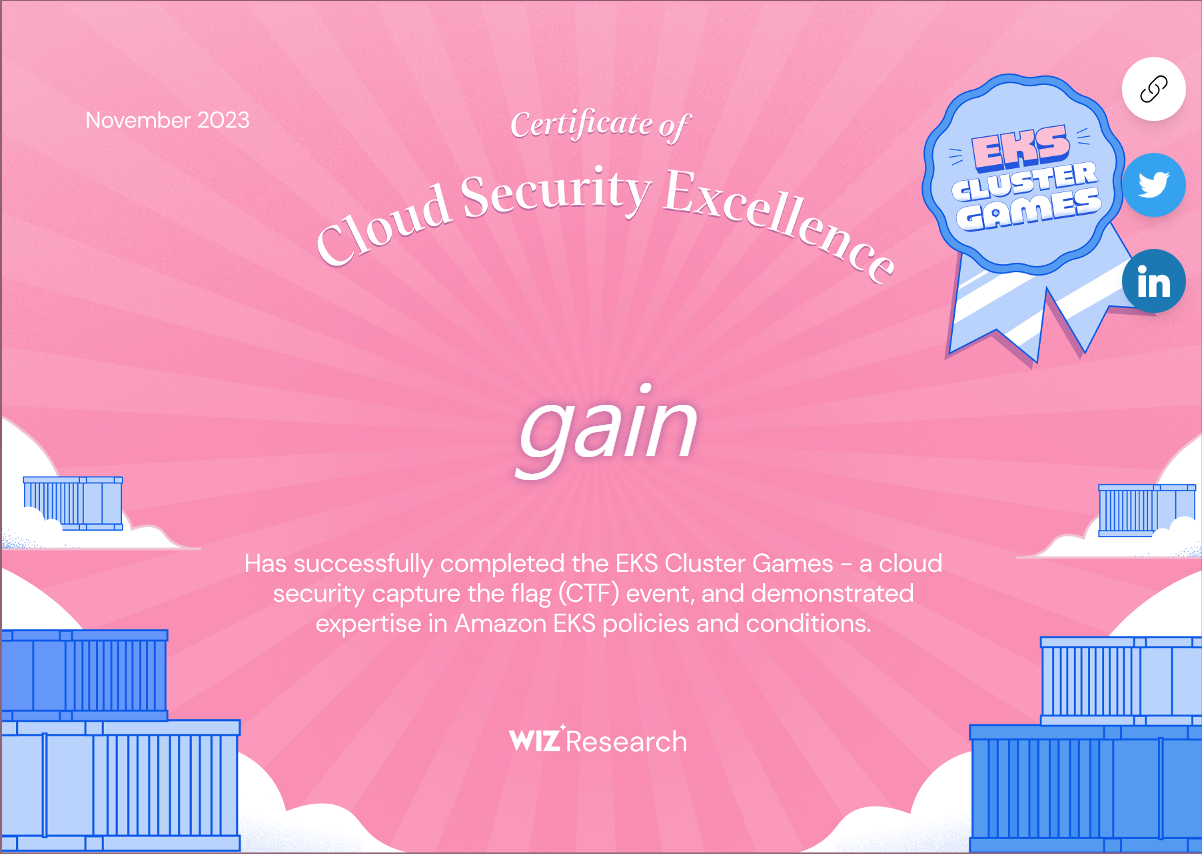 November 2023
Certificate of
Cloud Security Excellence
EKS
CLUSTER
GAMES
in
gain
Has successfully completed the EKS Cluster Games - a cloud
security capture the flag (CTF) event, and demonstrated
expertise in Amazon EKS policies and conditions.
WIZ Research